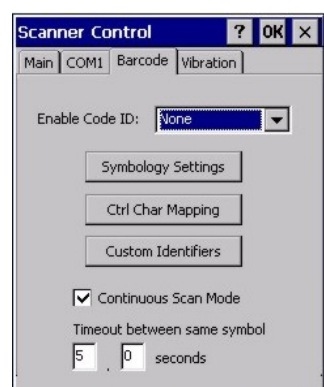 Scanner Control ? OK ×
Main COM1 Barcode Vibration
Enable Code ID: None
Symbology Settings
Ctrl Char Mapping
Custom Identifiers
Continuous Scan Mode
Timeout between same symbol
5 . 0 seconds